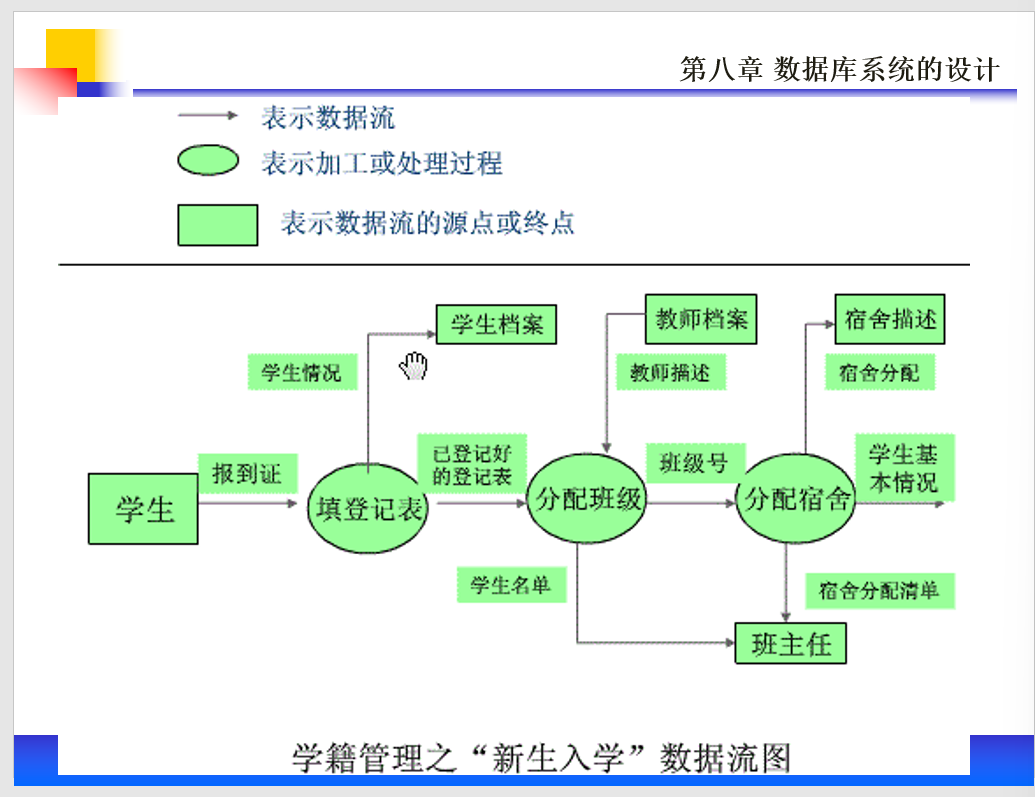 第八章 数据库系统的设计
表示数据流
表示加工或处理过程
表示数据流的源点或终点
学生档案
教师档案
宿舍描述
学生情况
教师描述
宿舍分配
报到证
已登记好
的登记表
班级号
学生基
本情况
学生
填登记表
分配班级
分配宿舍
学生名单
宿舍分配清单
班主任
学籍管理之“新生入学”数据流图